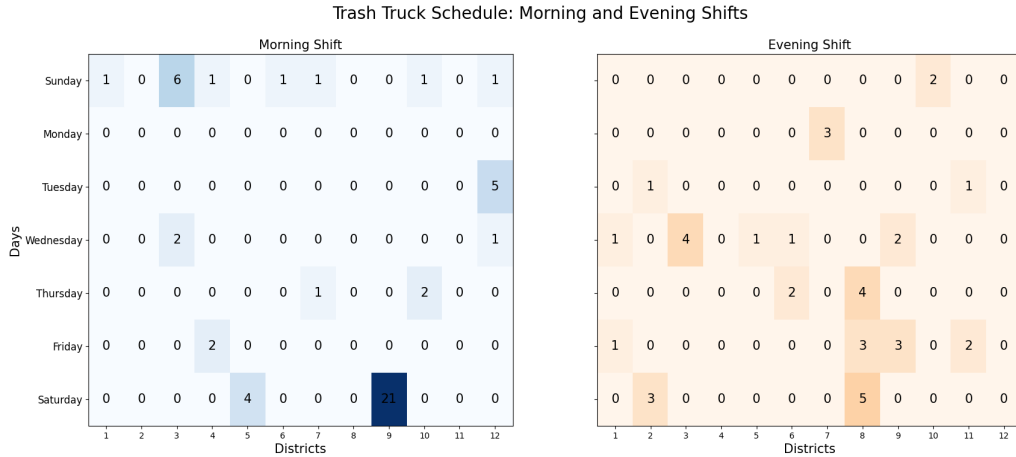 Trash Truck Schedule: Morning and Evening Shifts
Morning Shift
Evening Shift
Days
Sunday 1 0 6 1 0 1 1 0 0 1 0 1 0 0 0 0 0 0 0 0 0 2 0 0
Monday 0 0 0 0 0 0 0 0 0 0 0 0 0 0 0 0 0 0 3 0 0 0 0 0
Tuesday 0 0 0 0 0 0 0 0 0 0 0 5 0 1 0 0 0 0 0 0 0 0 1 0
Wednesday 0 0 2 0 0 0 0 0 0 0 0 1 1 0 4 0 1 1 0 0 2 0 0 0
Thursday 0 0 0 0 0 0 1 0 0 2 0 0 0 0 0 0 0 2 0 4 0 0 0 0
Friday 0 0 0 2 0 0 0 0 0 0 0 0 1 0 0 0 0 0 0 3 3 0 2 0
Saturday 0 0 0 0 4 0 0 0 21 0 0 0 0 3 0 0 0 0 0 5 0 0 0 0
1 2 3 4 5 6 7 8 9 10 11 12 1 2 3 4 5 6 7 8 9 10 11 12
Districts
Districts